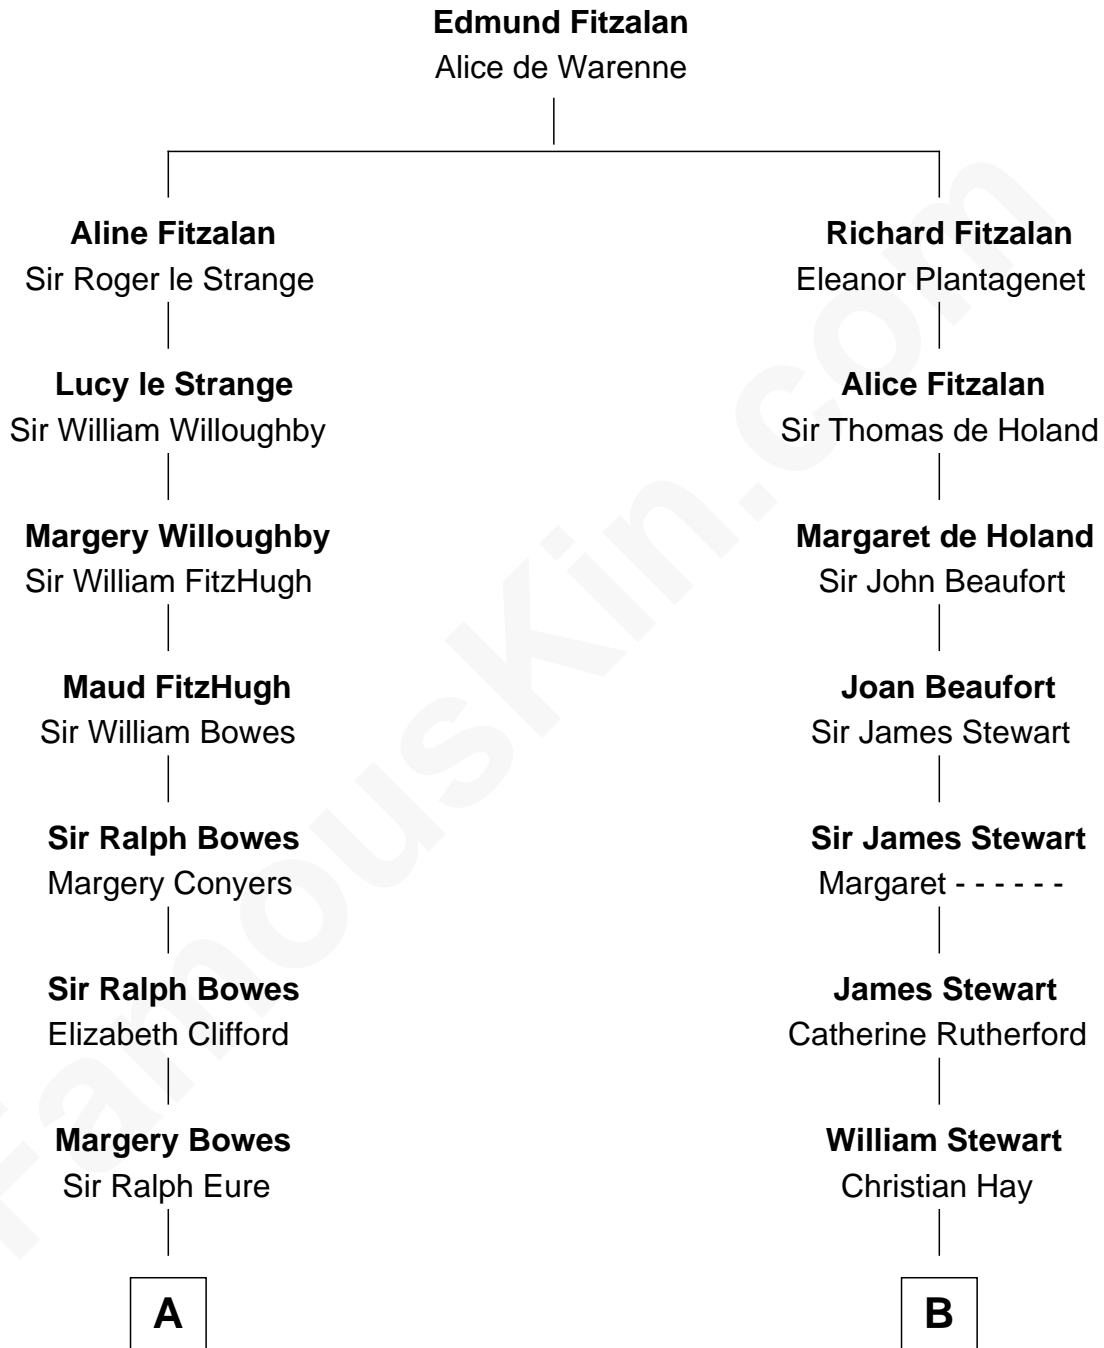 Edmund Fitzalan
Alice de Warenne
Aline Fitzalan
Sir Roger le Strange
Richard Fitzalan
Eleanor Plantagenet
Lucy le Strange
Sir William Willoughby
Alice Fitzalan
Sir Thomas de Holand
Margery Willoughby
Sir William FitzHugh
Margaret de Holand
Sir John Beaufort
Maud FitzHugh
Sir William Bowes
Joan Beaufort
Sir James Stewart
Sir Ralph Bowes
Margery Conyers
Sir James Stewart
Margaret - - - - - -
Sir Ralph Bowes
Elizabeth Clifford
James Stewart
Catherine Rutherford
Margery Bowes
Sir Ralph Eure
William Stewart
Christian Hay
A
B
FamousKin.com